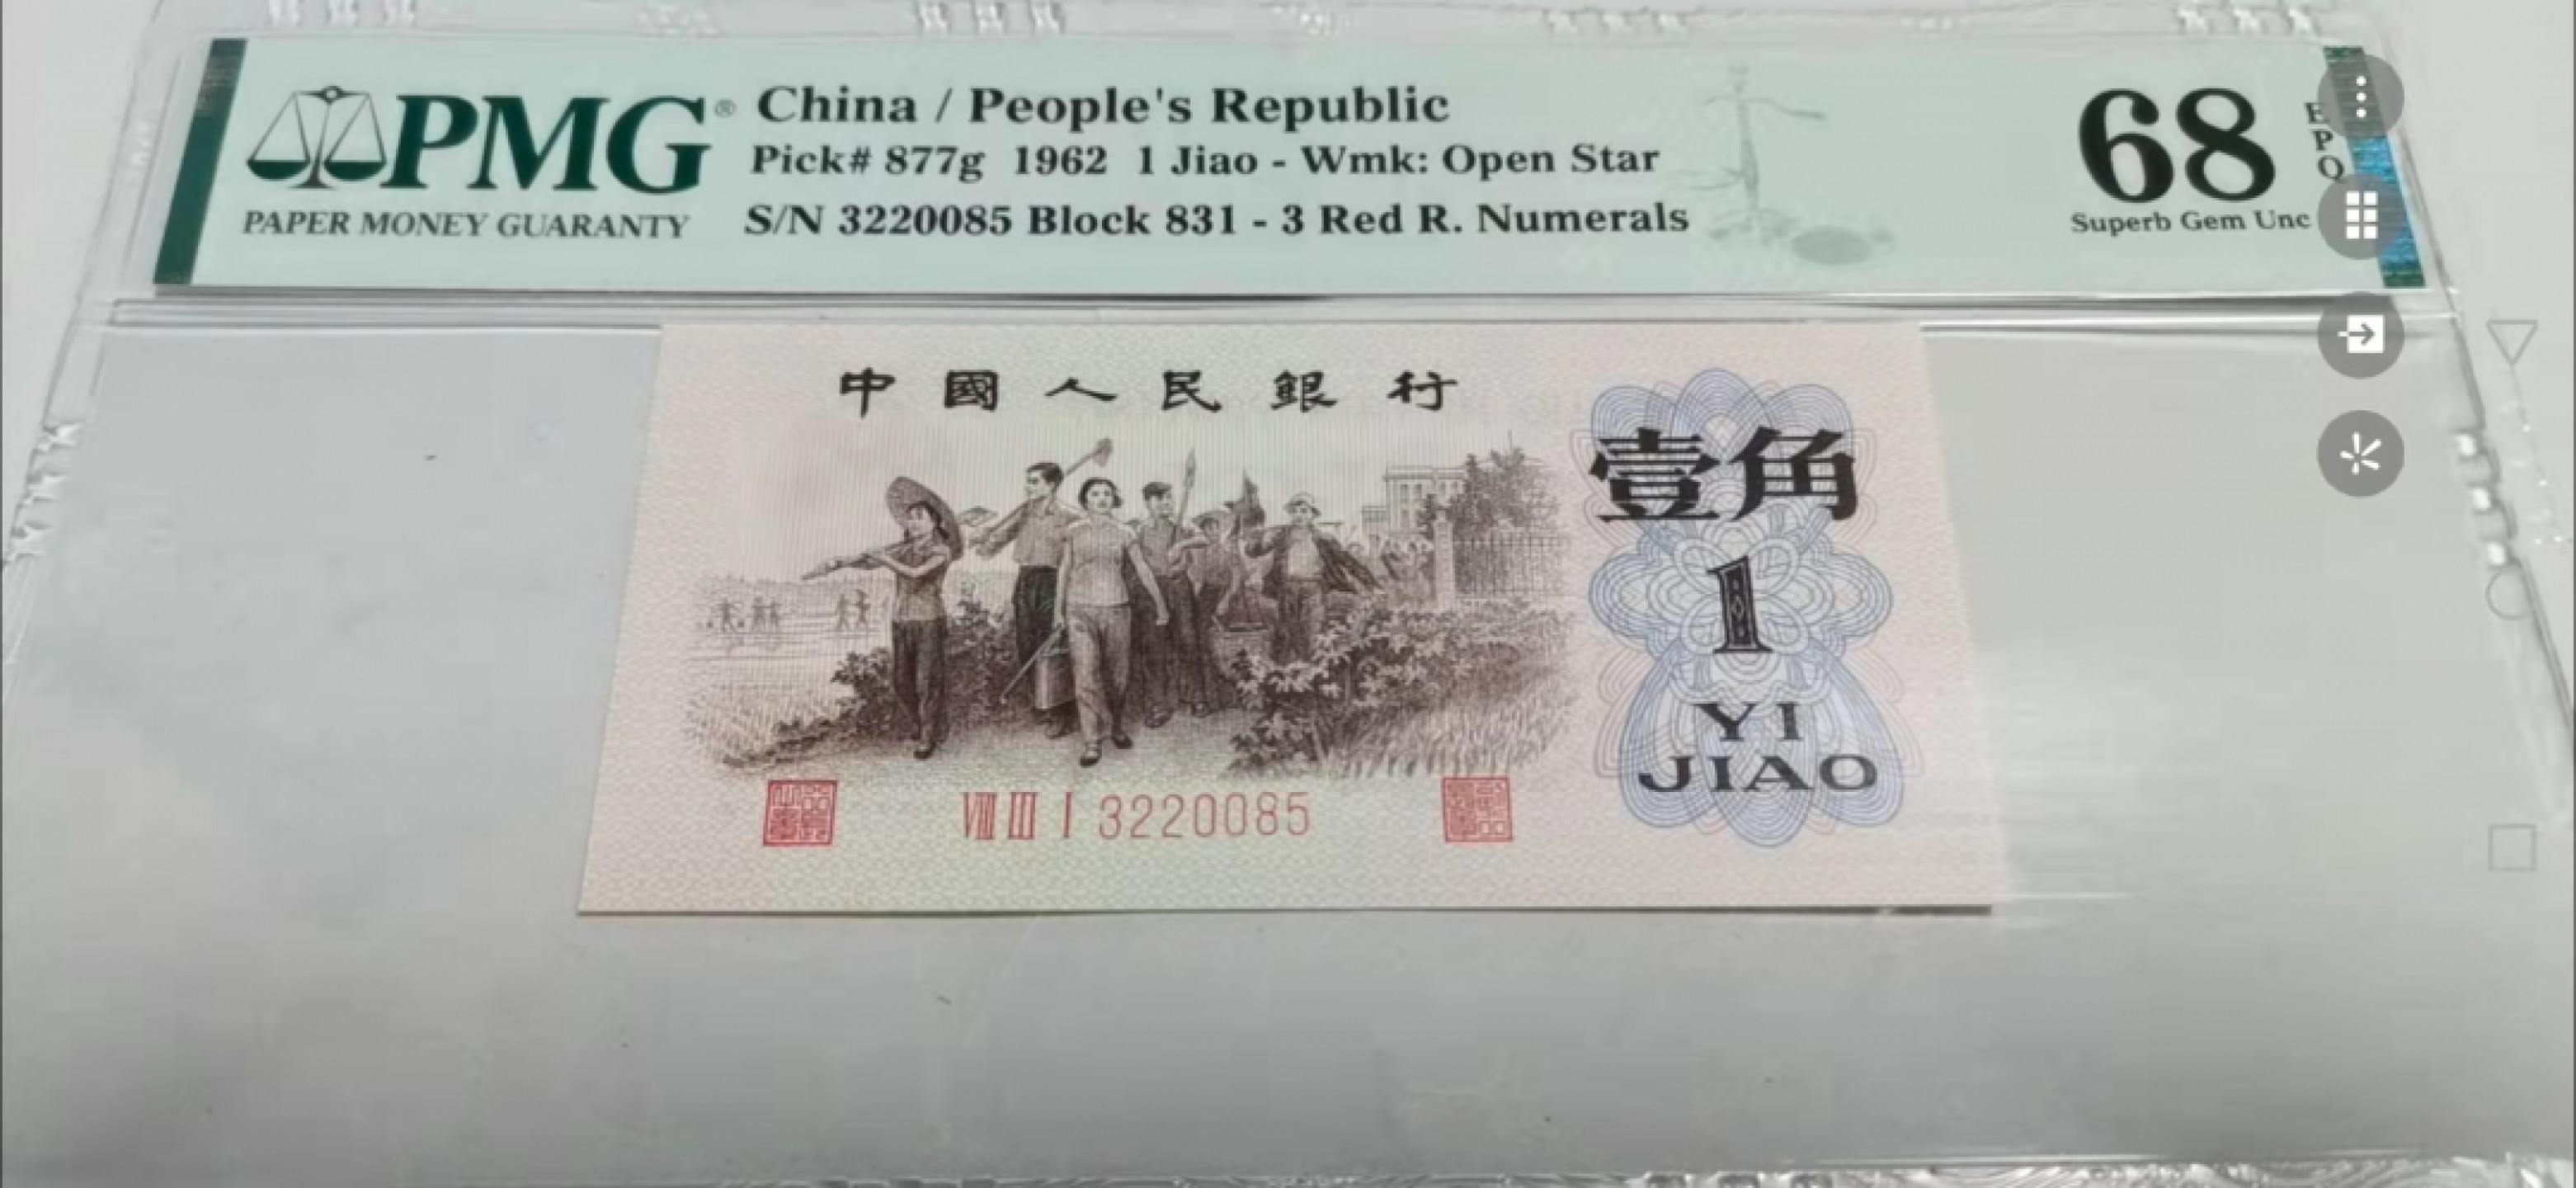 PMG® China / People's Republic
Pick# 877g 1962 1 Jiao - Wmk: Open Star
PAPER MONEY GUARANTY
S/N 3220085 Block 831 - 3 Red R. Numerals
68
EPQ
Superb Gem Unc
中國人民銀行
壹角
1
YI
JIAO
VIII III I 3220085